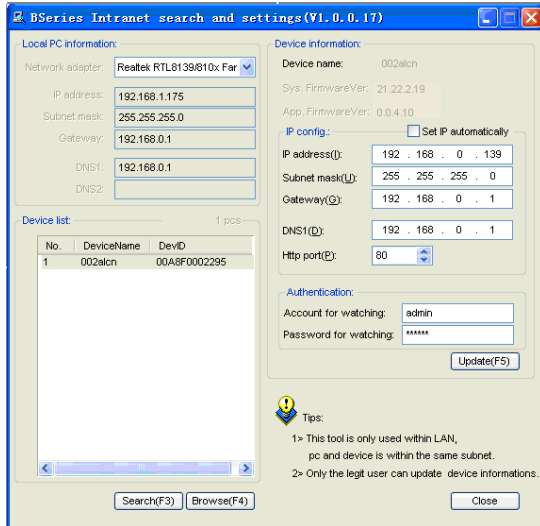 BSeries Intranet search and settings(V1.0.0.17)
Local PC information:
Network adapter: Realtek RTL8139/810x Far
IP address: 192.168.1.175
Subnet mask: 255.255.255.0
Gateway: 192.168.0.1
DNS1: 192.168.0.1
DNS2:
Device list: 1 pcs
No. DeviceName DevID
1 002alcn 00A8F0002295
Search(F3) Browse(F4)
Device information:
Device name: 002alcn
Sys. FirmwareVer: 21.22.2.19
App. FirmwareVer: 0.0.4.10
IP config.: Set IP automatically
IP address(I): 192 . 168 . 0 . 139
Subnet mask(U): 255 . 255 . 255 . 0
Gateway(G): 192 . 168 . 0 . 1
DNS1(D): 192 . 168 . 0 . 1
Http port(P): 80
Authentication:
Account for watching: admin
Password for watching: ******
Update(F5)
Tips:
1> This tool is only used within LAN,
pc and device is within the same subnet.
2> Only the legit user can update device informations.
Close